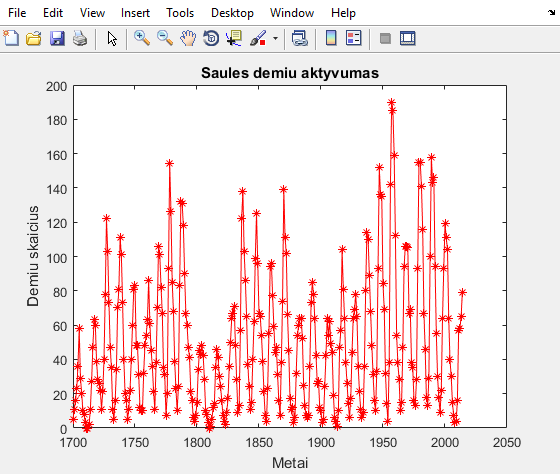 File Edit View Insert Tools Desktop Window Help
Saules demiu aktyvumas
200
180
160
140
120
100
80
60
40
20
0
Demiu skaicius
1700 1750 1800 1850 1900 1950 2000 2050
Metai